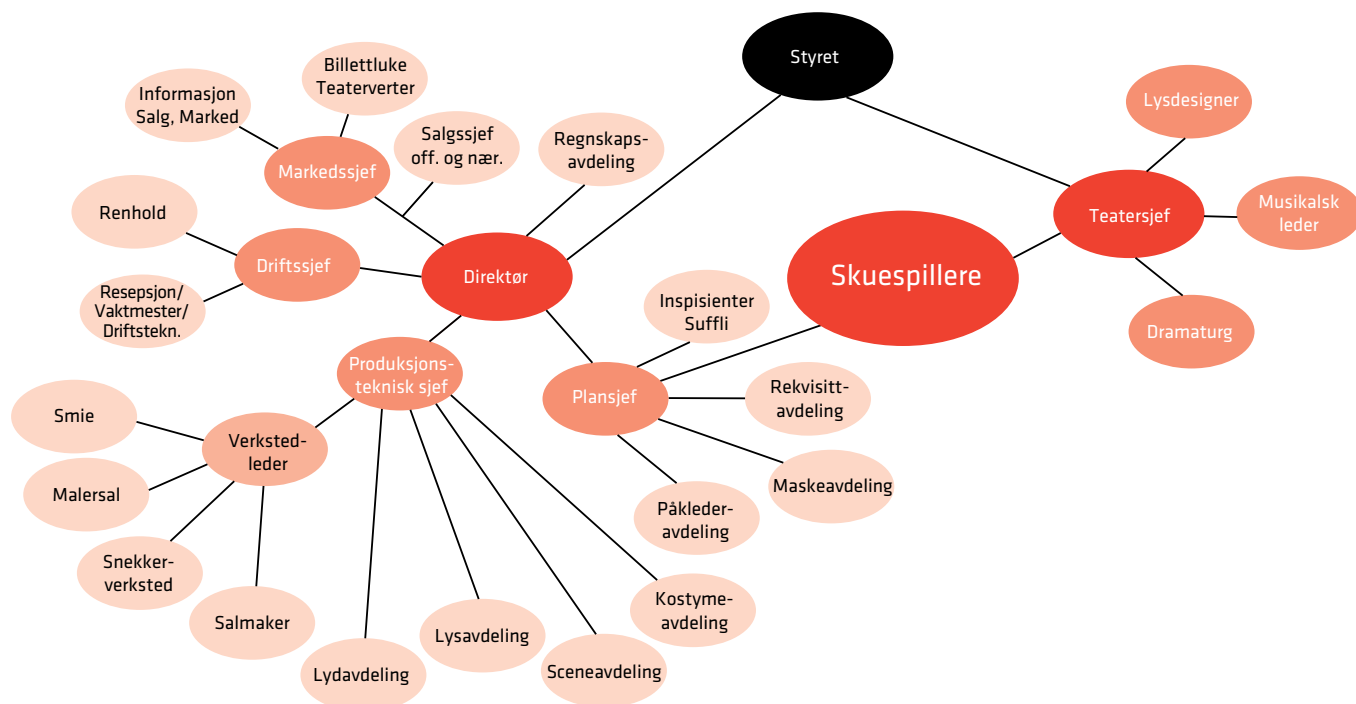 Styret
Billettluke
Teaterverter
Lysdesigner
Informasjon
Salg, Marked
Salgssjef
off. og nær.
Regnskaps-
avdeling
Markedssjef
Renhold
Teatersjef
Musikalsk
leder
Driftssjef
Direktør
Skuespillere
Resepsjon/
Vaktmester/
Driftstekn.
Inspisienter
Suffli
Dramaturg
Produksjons-
teknisk sjef
Plansjef
Rekvisitt-
avdeling
Smie
Verksted-
leder
Maskeavdeling
Malersal
Påkleder-
avdeling
Snekker-
verksted
Kostyme-
avdeling
Salmaker
Lysavdeling
Lydavdeling
Sceneavdeling